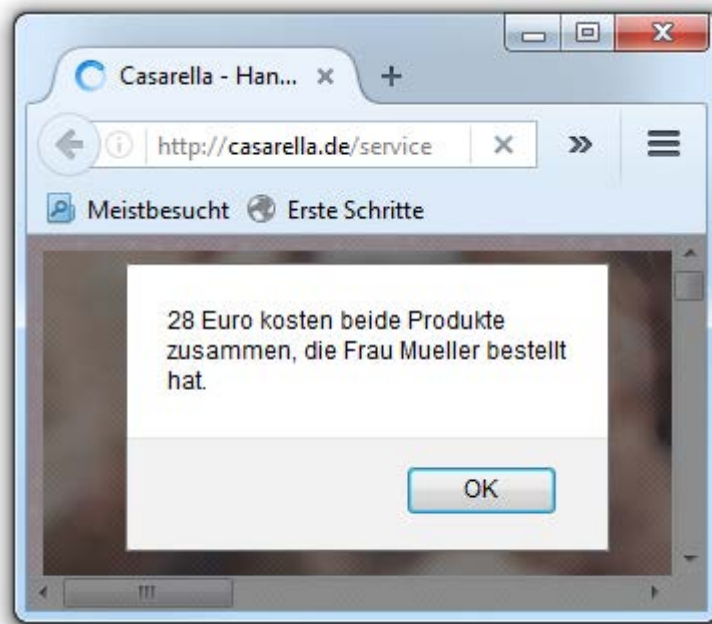 Casarella - Han...
http://casarella.de/service
Meistbesucht Erste Schritte
28 Euro kosten beide Produkte
zusammen, die Frau Mueller bestellt
hat.
OK